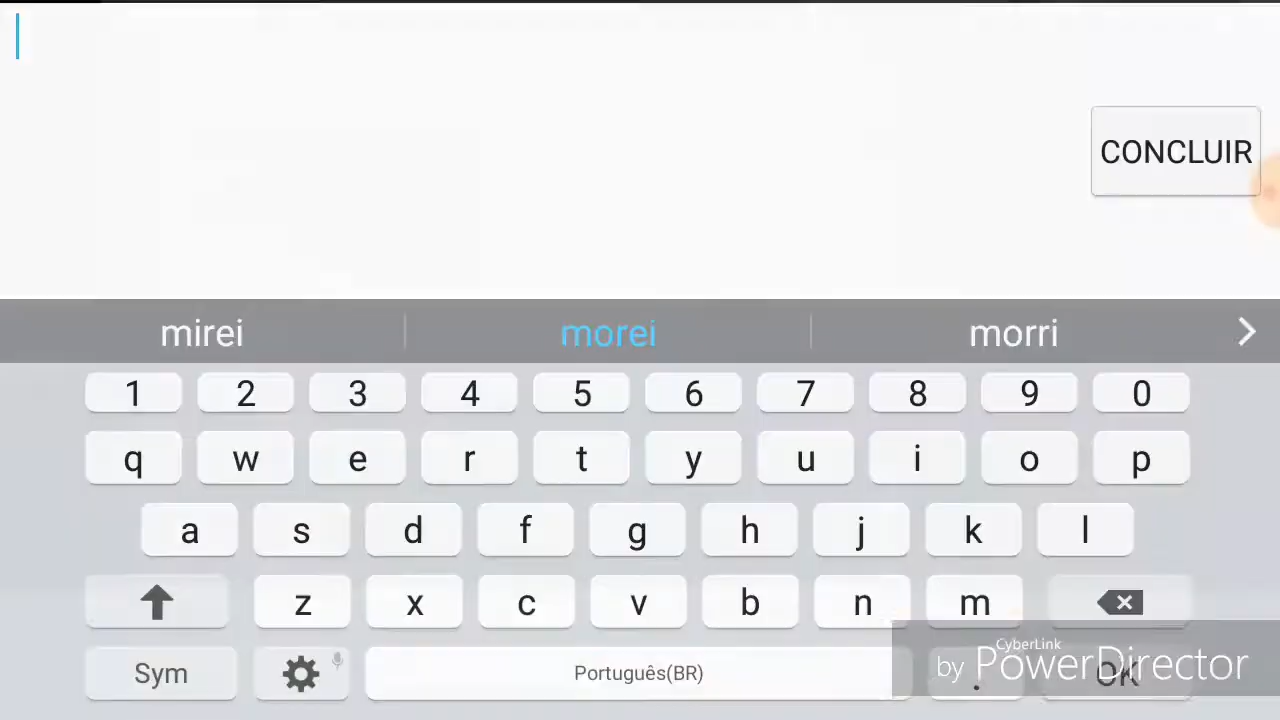 CONCLUIR
mirei morei morri
1 2 3 4 5 6 7 8 9 0
q w e r t y u i o p
a s d f g h j k l
z x c v b n m
Sym Português(BR) . OK
CyberLink
by PowerDirector